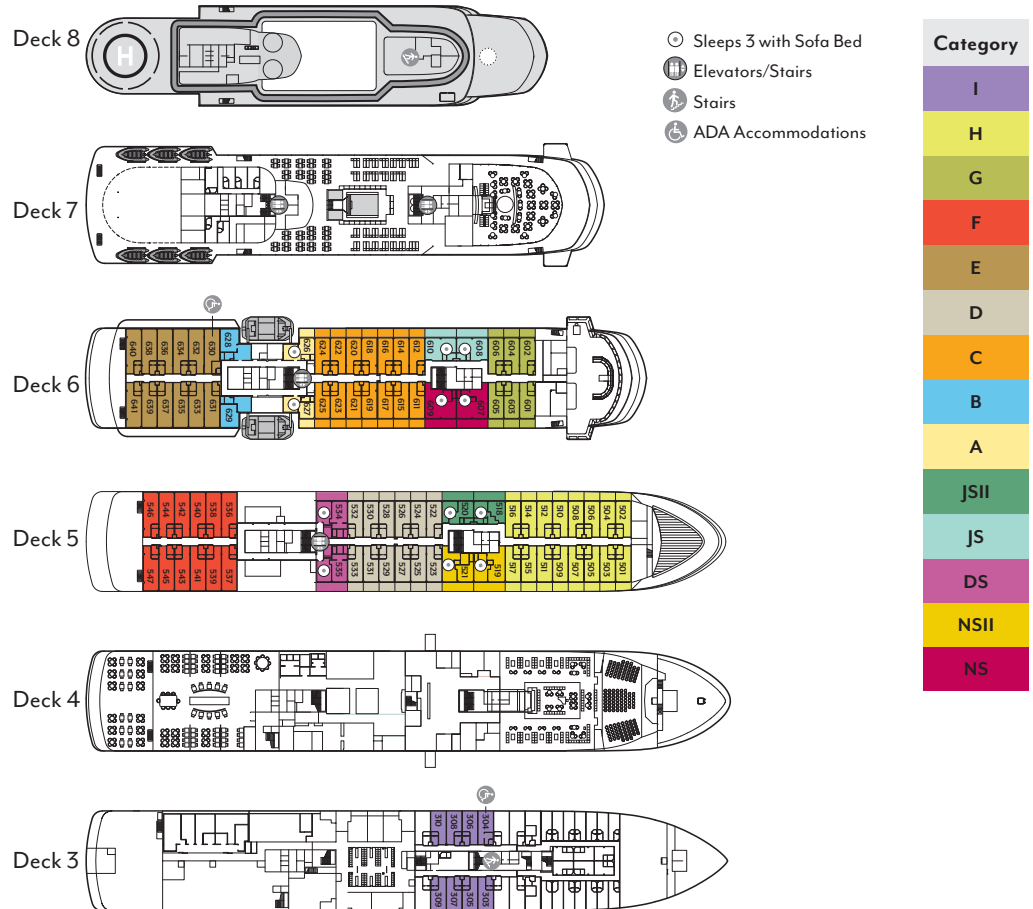 Deck 8
H
Sleeps 3 with Sofa Bed
Elevators/Stairs
Stairs
ADA Accommodations
Category
I
H
G
F
E
D
C
B
A
JSII
JS
DS
NSII
NS
Deck 7
Deck 6
640 638 636 634 632 630 628 626 624 622 620 618 616 614 612 610 608 606 604 602
641 639 637 635 633 631 629 627 625 623 621 619 617 615 611 609 607 605 603 601
Deck 5
546 544 542 540 538 536 534 532 530 528 526 524 522 520 518 516 514 512 510 508 506 504 502
547 545 543 541 539 537 535 533 531 529 527 525 523 521 519 517 515 511 509 507 505 503 501
Deck 4
Deck 3
310 308 306 304
309 307